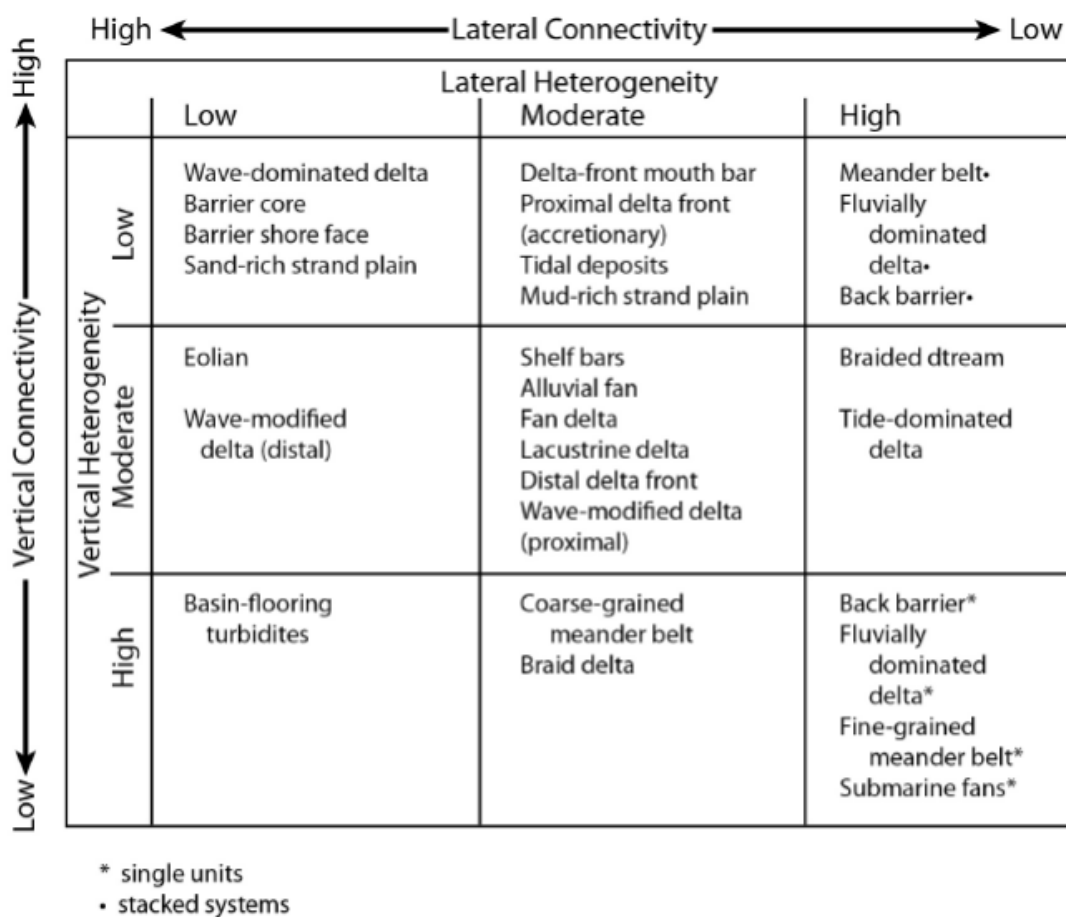 High Lateral Connectivity Low
High
Vertical Connectivity
Low
Lateral Heterogeneity
Low Moderate High
Vertical Heterogeneity
Low
Wave-dominated delta
Barrier core
Barrier shore face
Sand-rich strand plain
Delta-front mouth bar
Proximal delta front
(accretionary)
Tidal deposits
Mud-rich strand plain
Meander belt•
Fluvially
dominated
delta•
Back barrier•
Moderate
Eolian
Wave-modified
delta (distal)
Shelf bars
Alluvial fan
Fan delta
Lacustrine delta
Distal delta front
Wave-modified delta
(proximal)
Braided dtream
Tide-dominated
delta
High
Basin-flooring
turbidites
Coarse-grained
meander belt
Braid delta
Back barrier*
Fluvially
dominated
delta*
Fine-grained
meander belt*
Submarine fans*
* single units
• stacked systems